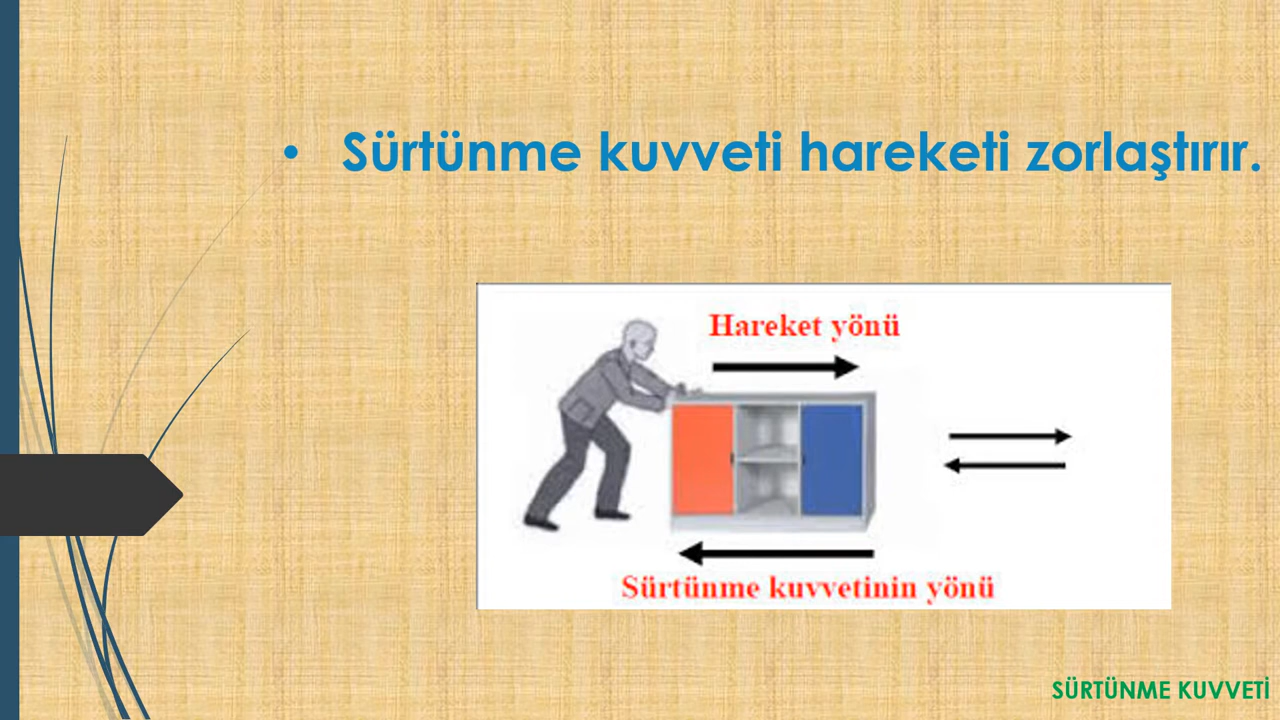 • Sürtünme kuvveti hareketi zorlaştırır.
Hareket yönü
Sürtünme kuvvetinin yönü
SÜRTÜNME KUVVETİ